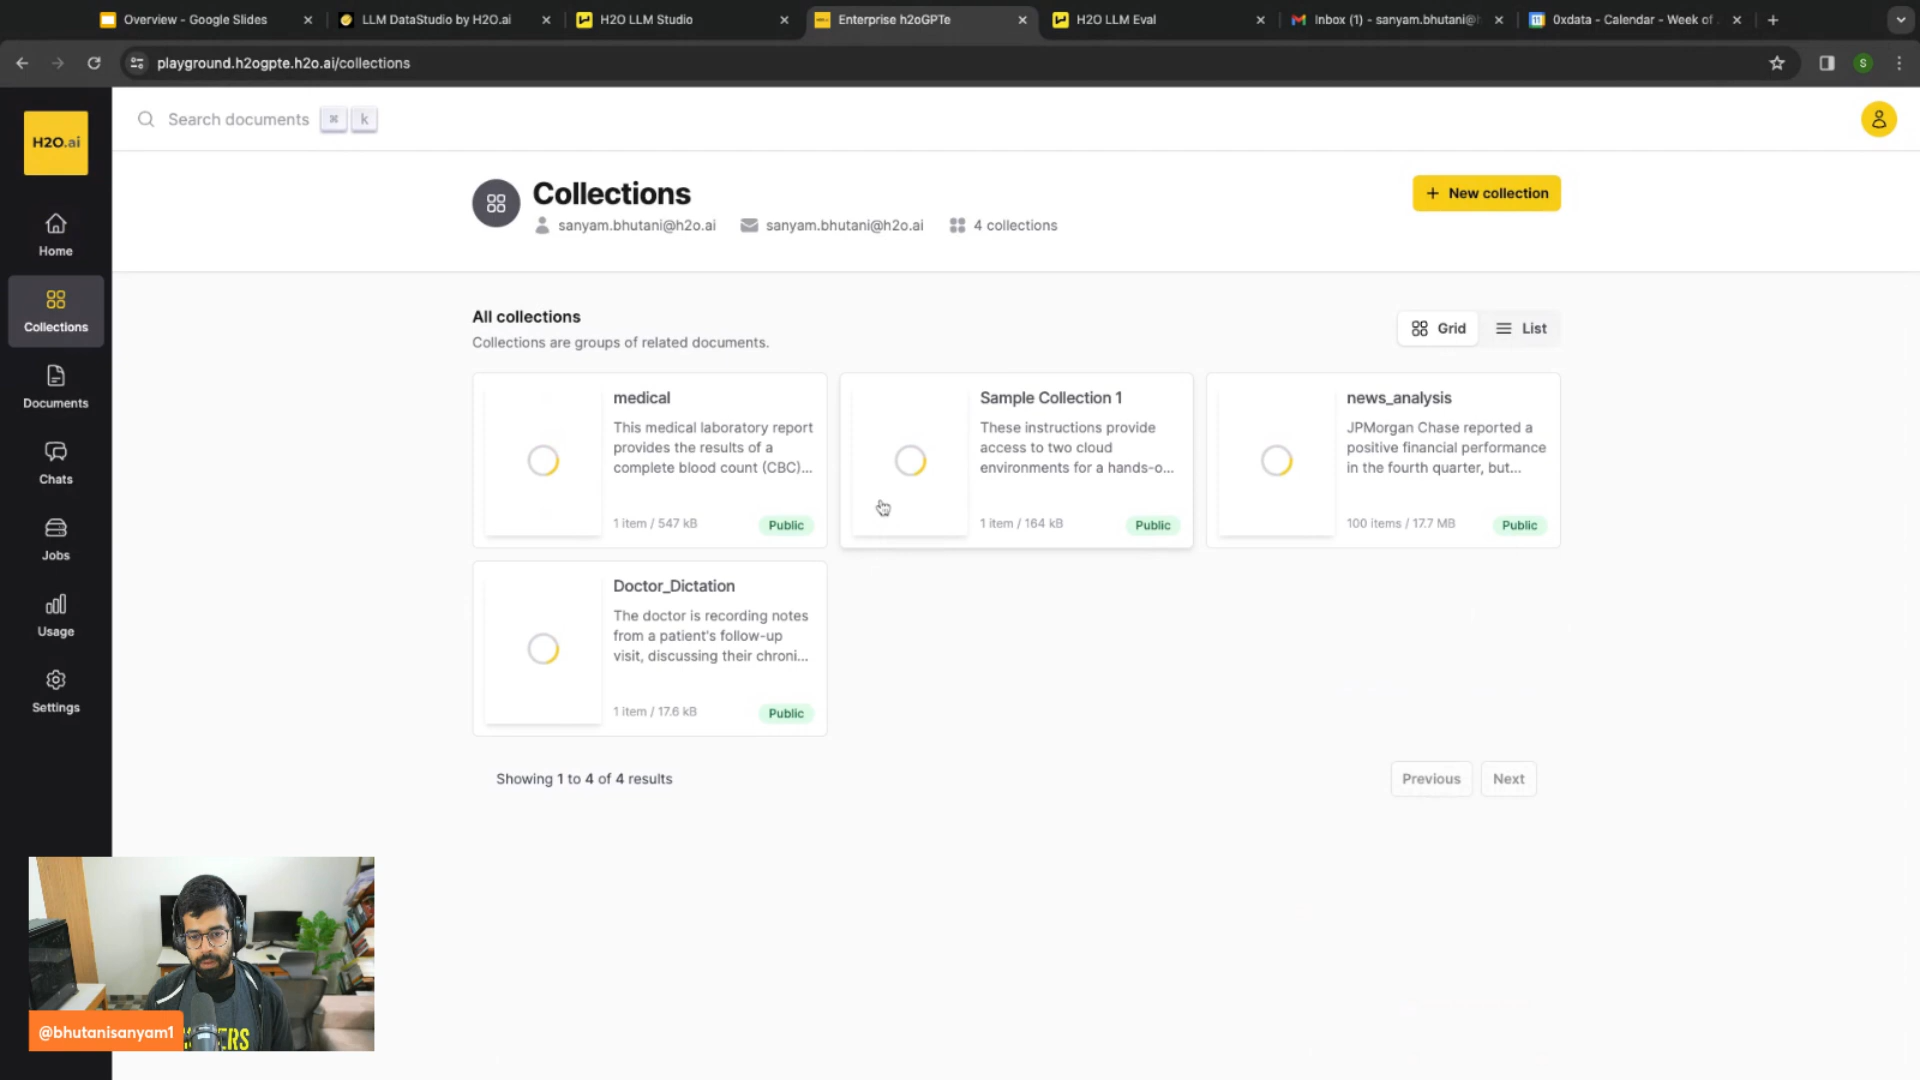 Overview - Google Slides
LLM DataStudio by H2O.ai
H2O LLM Studio
Enterprise h2oGPTe
H2O LLM Eval
Inbox (1) - sanyam.bhutani@
0xdata - Calendar - Week of
playground.h2ogpte.h2o.ai/collections
S
H2O.ai
Search documents ⌘ k
Home
Collections
Documents
Chats
Jobs
Usage
Settings
Collections
sanyam.bhutani@h2o.ai sanyam.bhutani@h2o.ai 4 collections
+ New collection
All collections
Collections are groups of related documents.
Grid List
medical
This medical laboratory report
provides the results of a
complete blood count (CBC)...
1 item / 547 kB Public
Sample Collection 1
These instructions provide
access to two cloud
environments for a hands-o...
1 item / 164 kB Public
news_analysis
JPMorgan Chase reported a
positive financial performance
in the fourth quarter, but...
100 items / 17.7 MB Public
Doctor_Dictation
The doctor is recording notes
from a patient's follow-up
visit, discussing their chroni...
1 item / 17.6 kB Public
Showing 1 to 4 of 4 results
Previous Next
@bhutanisanyam1